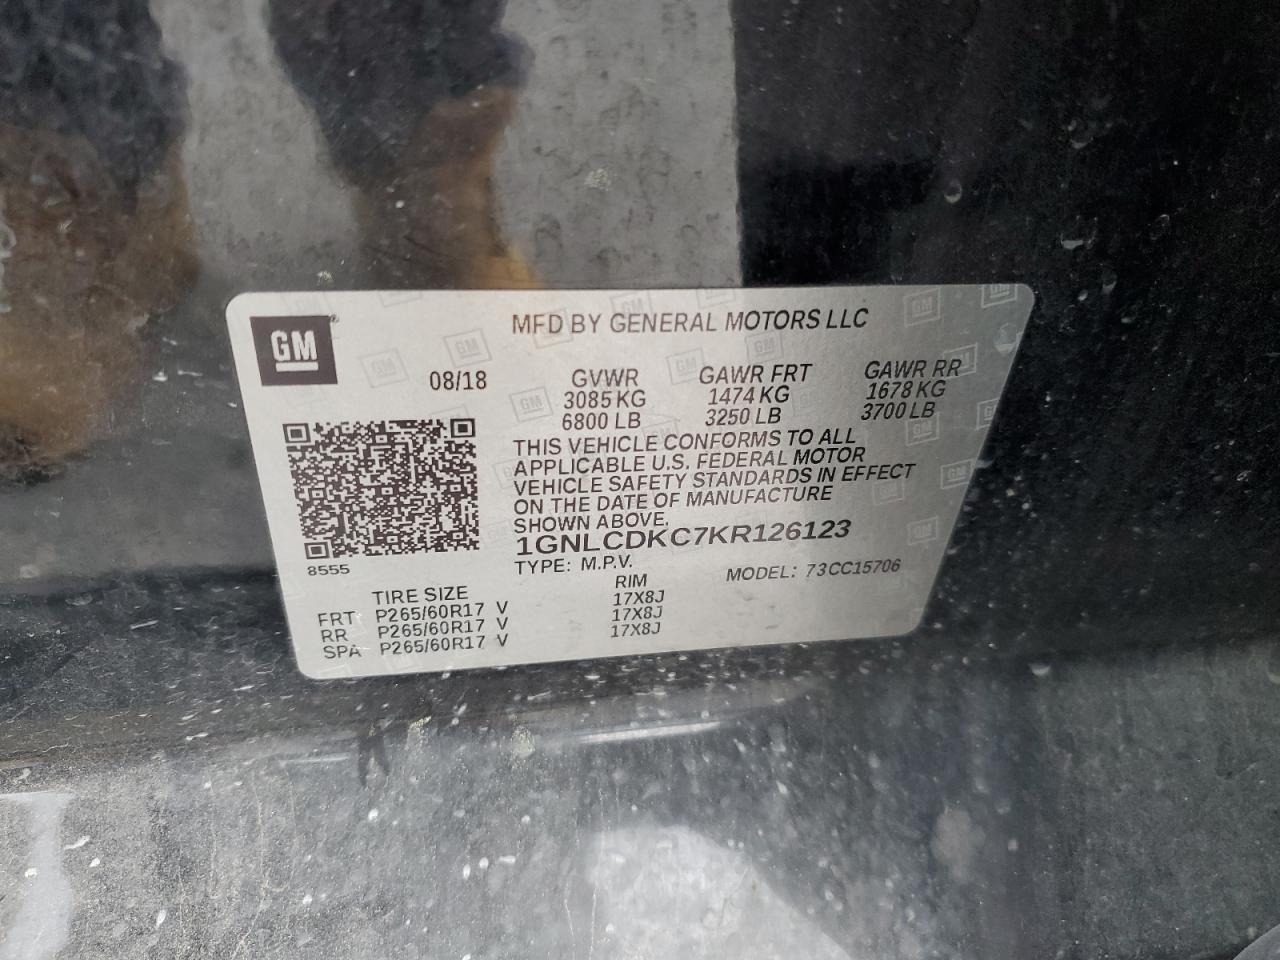 GM
MFD BY GENERAL MOTORS LLC
08/18
GVWR GAWR FRT GAWR RR
3085 KG 1474 KG 1678 KG
6800 LB 3250 LB 3700 LB
THIS VEHICLE CONFORMS TO ALL
APPLICABLE U.S. FEDERAL MOTOR
VEHICLE SAFETY STANDARDS IN EFFECT
ON THE DATE OF MANUFACTURE
SHOWN ABOVE.
1GNLCDKC7KR126123
TYPE: M.P.V. MODEL: 73CC15706
8555
TIRE SIZE RIM
FRT P265/60R17 V 17X8J
RR P265/60R17 V 17X8J
SPA P265/60R17 V 17X8J